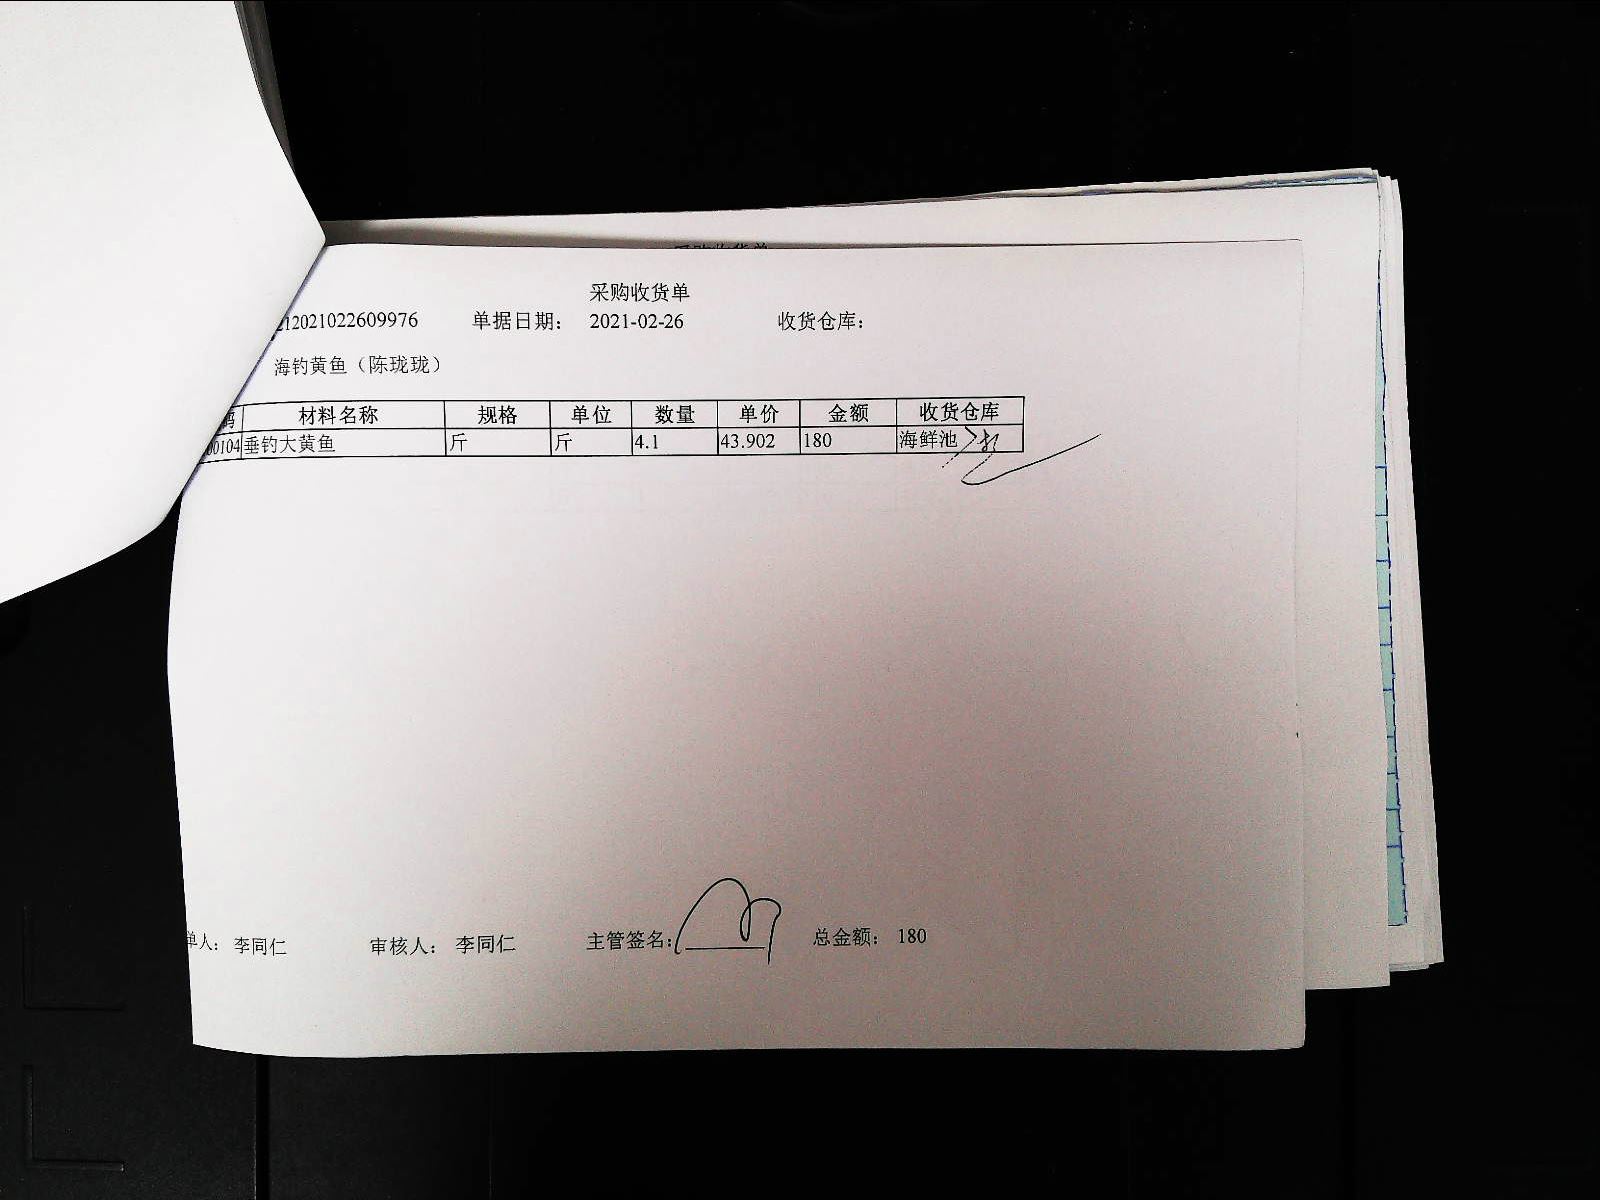 采购收货单
212021022609976 单据日期： 2021-02-26 收货仓库：
海钓黄鱼（陈珑珑）
材料名称 规格 单位 数量 单价 金额 收货仓库
00104 垂钓大黄鱼 斤 斤 4.1 43.902 180 海鲜池
单人： 李同仁 审核人： 李同仁 主管签名： 总金额： 180